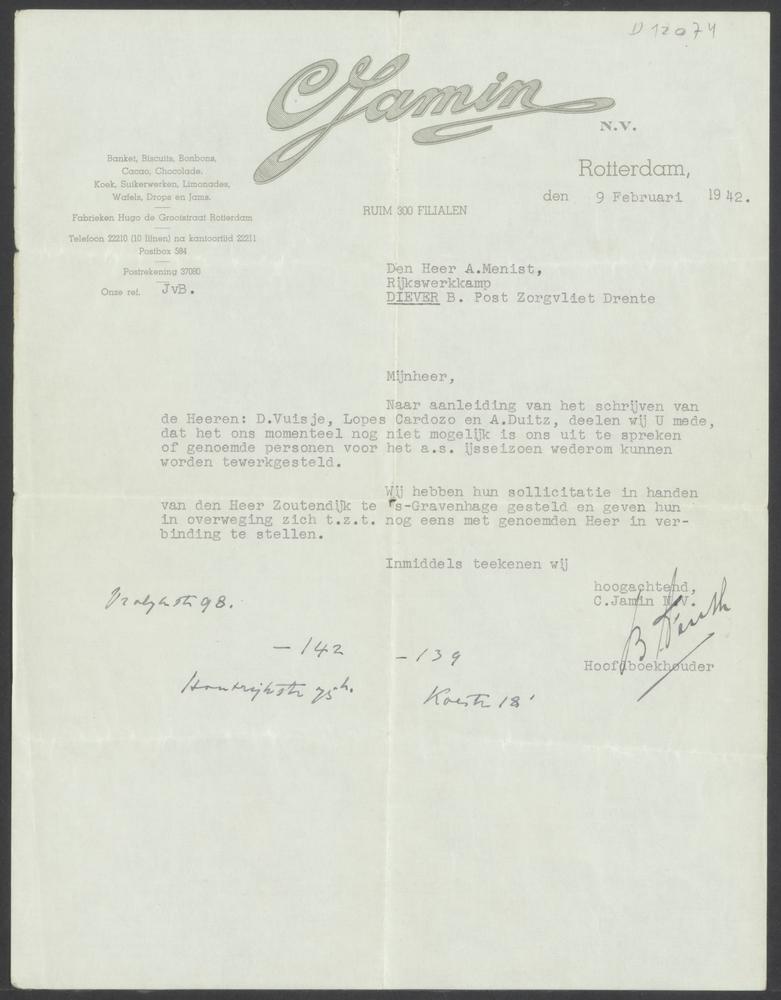 D 12074
CJamin
N.V.
Banket, Biscuits, Bonbons,
Cacao, Chocolade,
Koek, Suikerwerken, Limonades,
Wafels, Drops en Jams.
Fabrieken Hugo de Grootstraat Rotterdam
Telefoon 22210 (10 lijnen) na kantoortijd 22211
Postbox 584
Postrekening 37080
Onze ref. JvB.
RUIM 300 FILIALEN
Rotterdam,
den 9 Februari 1942.
Den Heer A.Menist,
Rijkswerkkamp
DIEVER B. Post Zorgvliet Drente
Mijnheer,
Naar aanleiding van het schrijven van
de Heeren: D.Vuisje, Lopes Cardozo en A.Duitz, deelen wij U mede,
dat het ons momenteel nog niet mogelijk is ons uit te spreken
of genoemde personen voor het a.s. ijsseizoen wederom kunnen
worden tewerkgesteld.
Wij hebben hun sollicitatie in handen
van den Heer Zoutendijk te 's-Gravenhage gesteld en geven hun
in overweging zich t.z.t. nog eens met genoemden Heer in ver-
binding te stellen.
Inmiddels teekenen wij
hoogachtend,
C.Jamin N.V.
Hoofdboekhouder
98.
- 142
- 139
18'